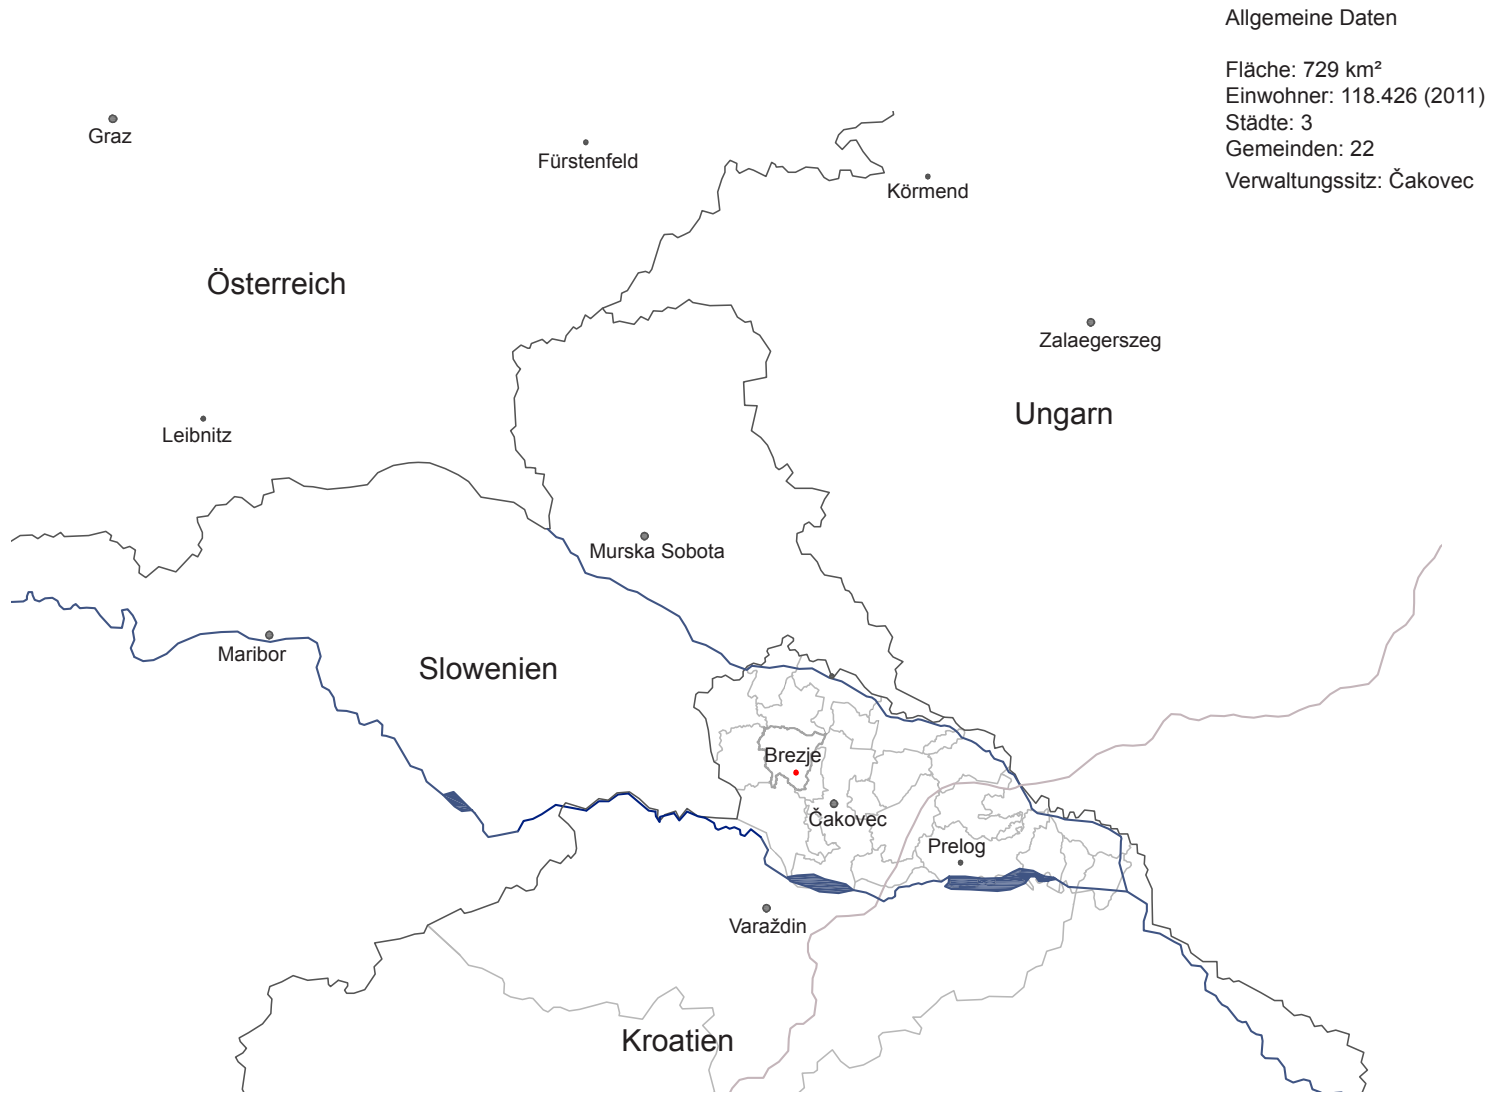 Allgemeine Daten
Fläche: 729 km²
Einwohner: 118.426 (2011)
Städte: 3
Gemeinden: 22
Verwaltungssitz: Čakovec
Graz
Fürstenfeld
Körmend
Österreich
Zalaegerszeg
Ungarn
Leibnitz
Murska Sobota
Maribor
Slowenien
Brezje
Čakovec
Prelog
Varaždin
Kroatien